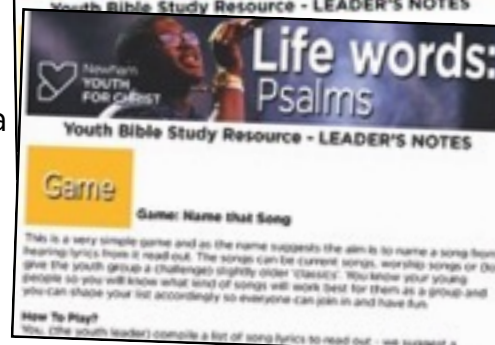 Youth Bible Study Resource - LEADER'S NOTES
a
Newham
YOUTH
FOR CHRIST
Life words:
Psalms
Youth Bible Study Resource - LEADER'S NOTES
Game
Game: Name that Song
This is a very simple game and as the name suggests the aim is to name a song from
hearing lyrics from it read out. The songs can be current songs, worship songs or (to
give the youth group a challenge) slightly older 'classics'. You know your young
people so you will know what kind of songs will work best for them as a group and
you can shape your list accordingly so everyone can join in and have fun.
How To Play?
You, (the youth leader) compile a list of song lyrics to read out - we suggest a